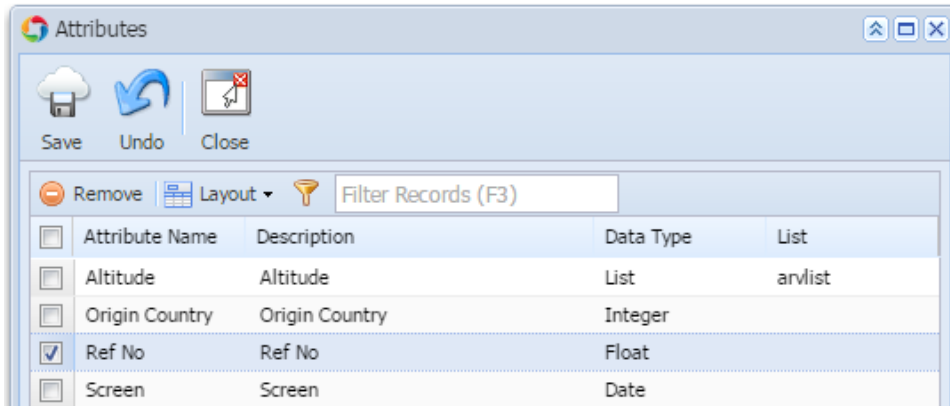 Attributes
Save Undo Close
Remove Layout Filter Records (F3)
Attribute Name Description Data Type List
Altitude Altitude List arvlist
Origin Country Origin Country Integer
Ref No Ref No Float
Screen Screen Date